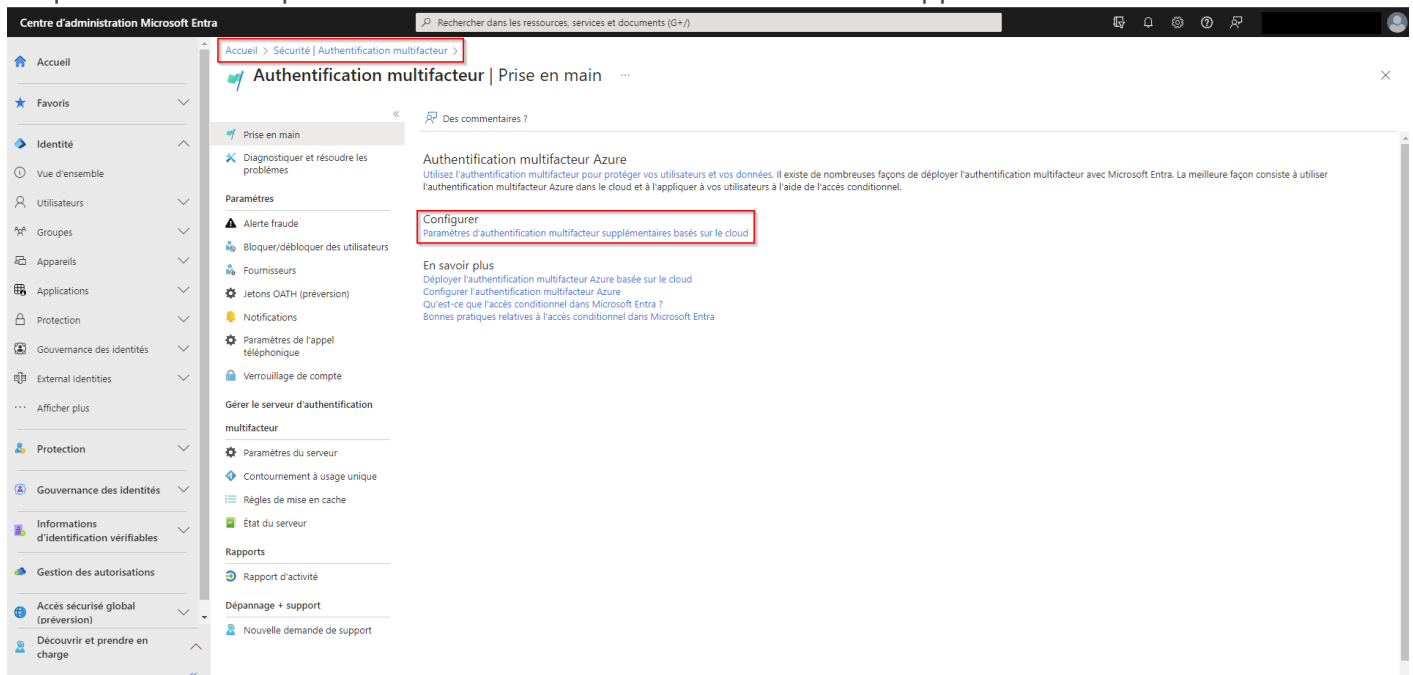 Centre d'administration Microsoft Entra
Rechercher dans les ressources, services et documents (G+/)
Accueil
Favoris
Identité
Vue d'ensemble
Utilisateurs
Groupes
Appareils
Applications
Protection
Gouvernance des identités
External Identities
Afficher plus
Protection
Gouvernance des identités
Informations
d'identification vérifiables
Gestion des autorisations
Accès sécurisé global
(préversion)
Découvrir et prendre en
charge
Accueil > Sécurité | Authentification multifacteur >
Authentification multifacteur | Prise en main ...
Prise en main
Diagnostiquer et résoudre les
problèmes
Paramètres
Alerte fraude
Bloquer/débloquer des utilisateurs
Fournisseurs
Jetons OATH (préversion)
Notifications
Paramètres de l'appel
téléphonique
Verrouillage de compte
Gérer le serveur d'authentification
multifacteur
Paramètres du serveur
Contournement à usage unique
Règles de mise en cache
État du serveur
Rapports
Rapport d'activité
Dépannage + support
Nouvelle demande de support
Des commentaires ?
Authentification multifacteur Azure
Utilisez l'authentification multifacteur pour protéger vos utilisateurs et vos données. Il existe de nombreuses façons de déployer l'authentification multifacteur avec Microsoft Entra. La meilleure façon consiste à utiliser
l'authentification multifacteur Azure dans le cloud et à l'appliquer à vos utilisateurs à l'aide de l'accès conditionnel.
Configurer
Paramètres d'authentification multifacteur supplémentaires basés sur le cloud
En savoir plus
Déployer l'authentification multifacteur Azure basée sur le cloud
Configurer l'authentification multifacteur Azure
Qu'est-ce que l'accès conditionnel dans Microsoft Entra ?
Bonnes pratiques relatives à l'accès conditionnel dans Microsoft Entra